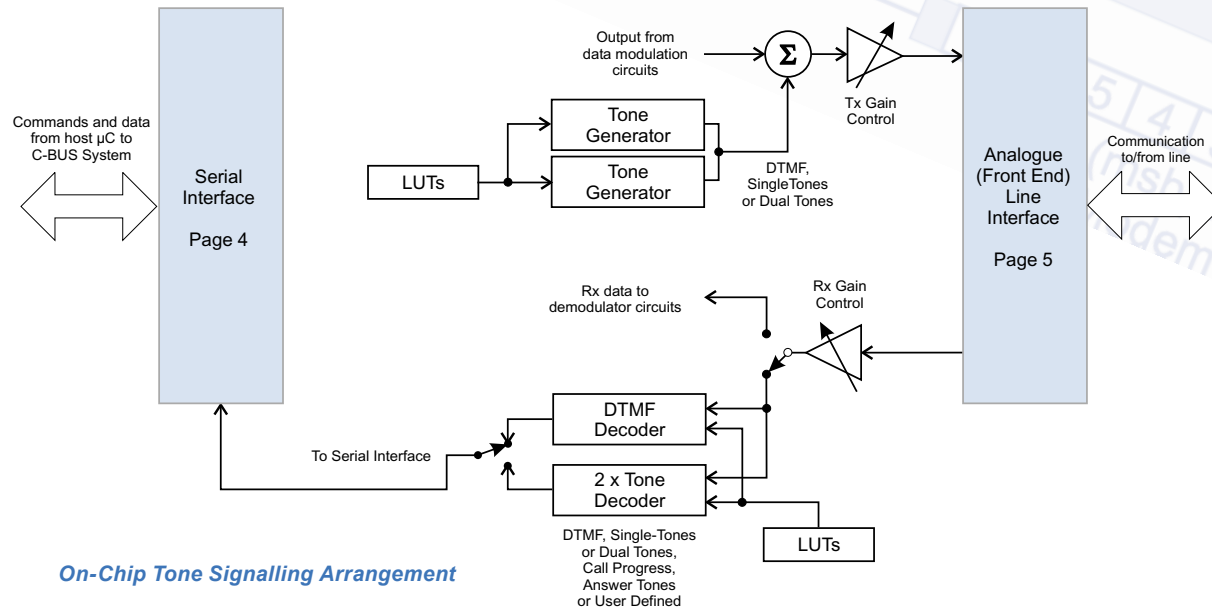 Commands and data
from host µC to
C-BUS System
Serial
Interface
Page 4
Output from
data modulation
circuits
Σ
Tx Gain
Control
Tone
Generator
Tone
Generator
LUTs
DTMF,
SingleTones
or Dual Tones
Analogue
(Front End)
Line
Interface
Page 5
Communication
to/from line
5 4
(msb
modem
Rx data to
demodulator circuits
Rx Gain
Control
DTMF
Decoder
To Serial Interface
2 x Tone
Decoder
LUTs
DTMF, Single-Tones
or Dual Tones,
Call Progress,
Answer Tones
or User Defined
On-Chip Tone Signalling Arrangement